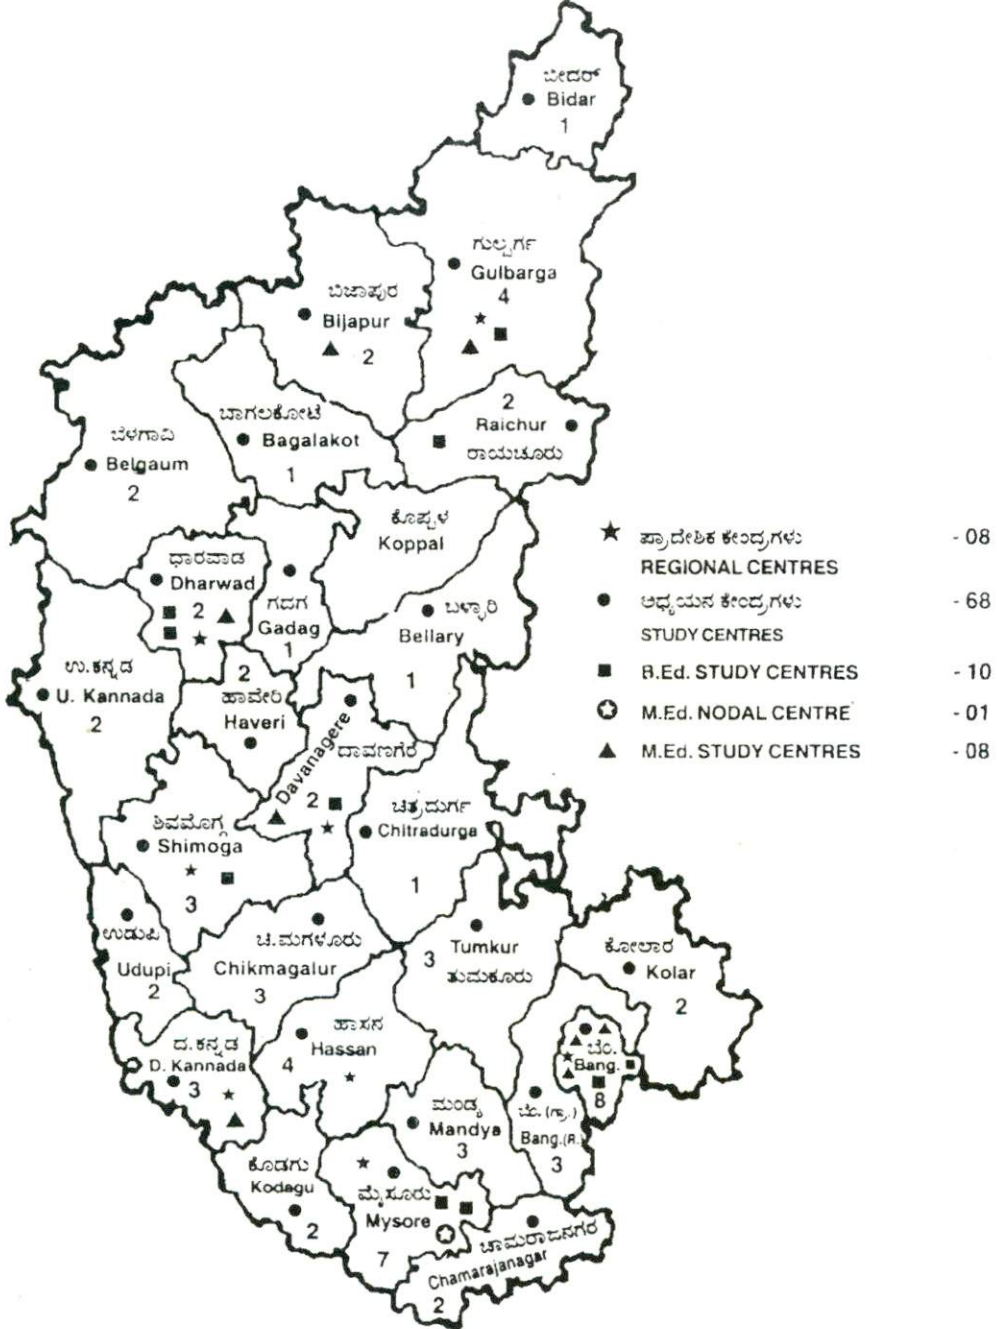 ಬೀದರ್
Bidar
1
ಗುಲ್ಬರ್ಗ
Gulbarga
4
ಬಿಜಾಪುರ
Bijapur
2
2
Raichur
ರಾಯಚೂರು
ಬಾಗಲಕೋಟೆ
Bagalakot
1
ಬೆಳಗಾವಿ
Belgaum
2
ಕೊಪ್ಪಳ
Koppal
ಧಾರವಾಡ
Dharwad
2
ಗದಗ
Gadag
1
ಬಳ್ಳಾರಿ
Bellary
1
ಉ.ಕನ್ನಡ
U. Kannada
2
2
ಹಾವೇರಿ
Haveri
Davanagere
ದಾವಣಗೆರೆ
2
ಶಿವಮೊಗ್ಗ
Shimoga
3
ಚಿತ್ರದುರ್ಗ
Chitradurga
1
ಪ್ರಾದೇಶಿಕ ಕೇಂದ್ರಗಳು - 08
REGIONAL CENTRES
ಅಧ್ಯಯನ ಕೇಂದ್ರಗಳು - 68
STUDY CENTRES
B.Ed. STUDY CENTRES - 10
M.Ed. NODAL CENTRE - 01
M.Ed. STUDY CENTRES - 08
ಉಡುಪಿ
Udupi
2
ಚಿ.ಮಗಳೂರು
Chikmagalur
3
3
Tumkur
ತುಮಕೂರು
ಕೋಲಾರ
Kolar
2
ದ.ಕನ್ನಡ
D. Kannada
3
ಹಾಸನ
Hassan
4
ಬೆಂ.
Bang.
8
ಮಂಡ್ಯ
Mandya
3
ಬೆಂ.(ಗ್ರಾ.)
Bang.(R.)
3
ಕೊಡಗು
Kodagu
2
ಮೈಸೂರು
Mysore
7
ಚಾಮರಾಜನಗರ
Chamarajanagar
2